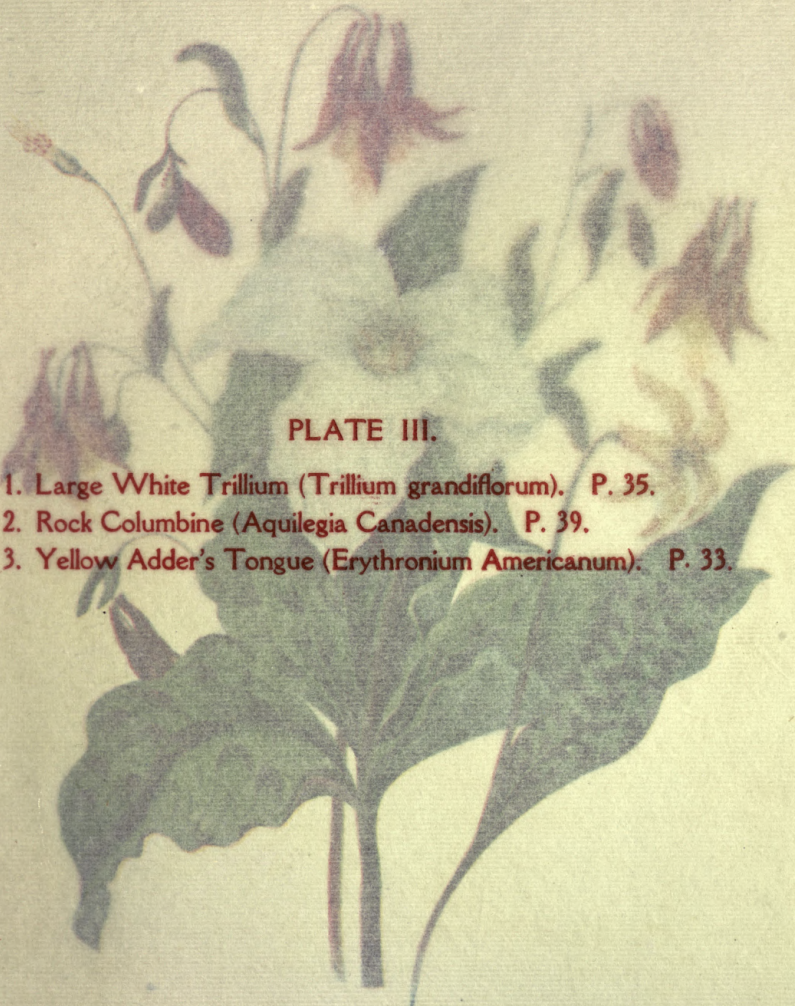 PLATE III.
1. Large White Trillium (Trillium grandiflorum). P. 35.
2. Rock Columbine (Aquilegia Canadensis). P. 39.
3. Yellow Adder's Tongue (Erythronium Americanum). P. 33.